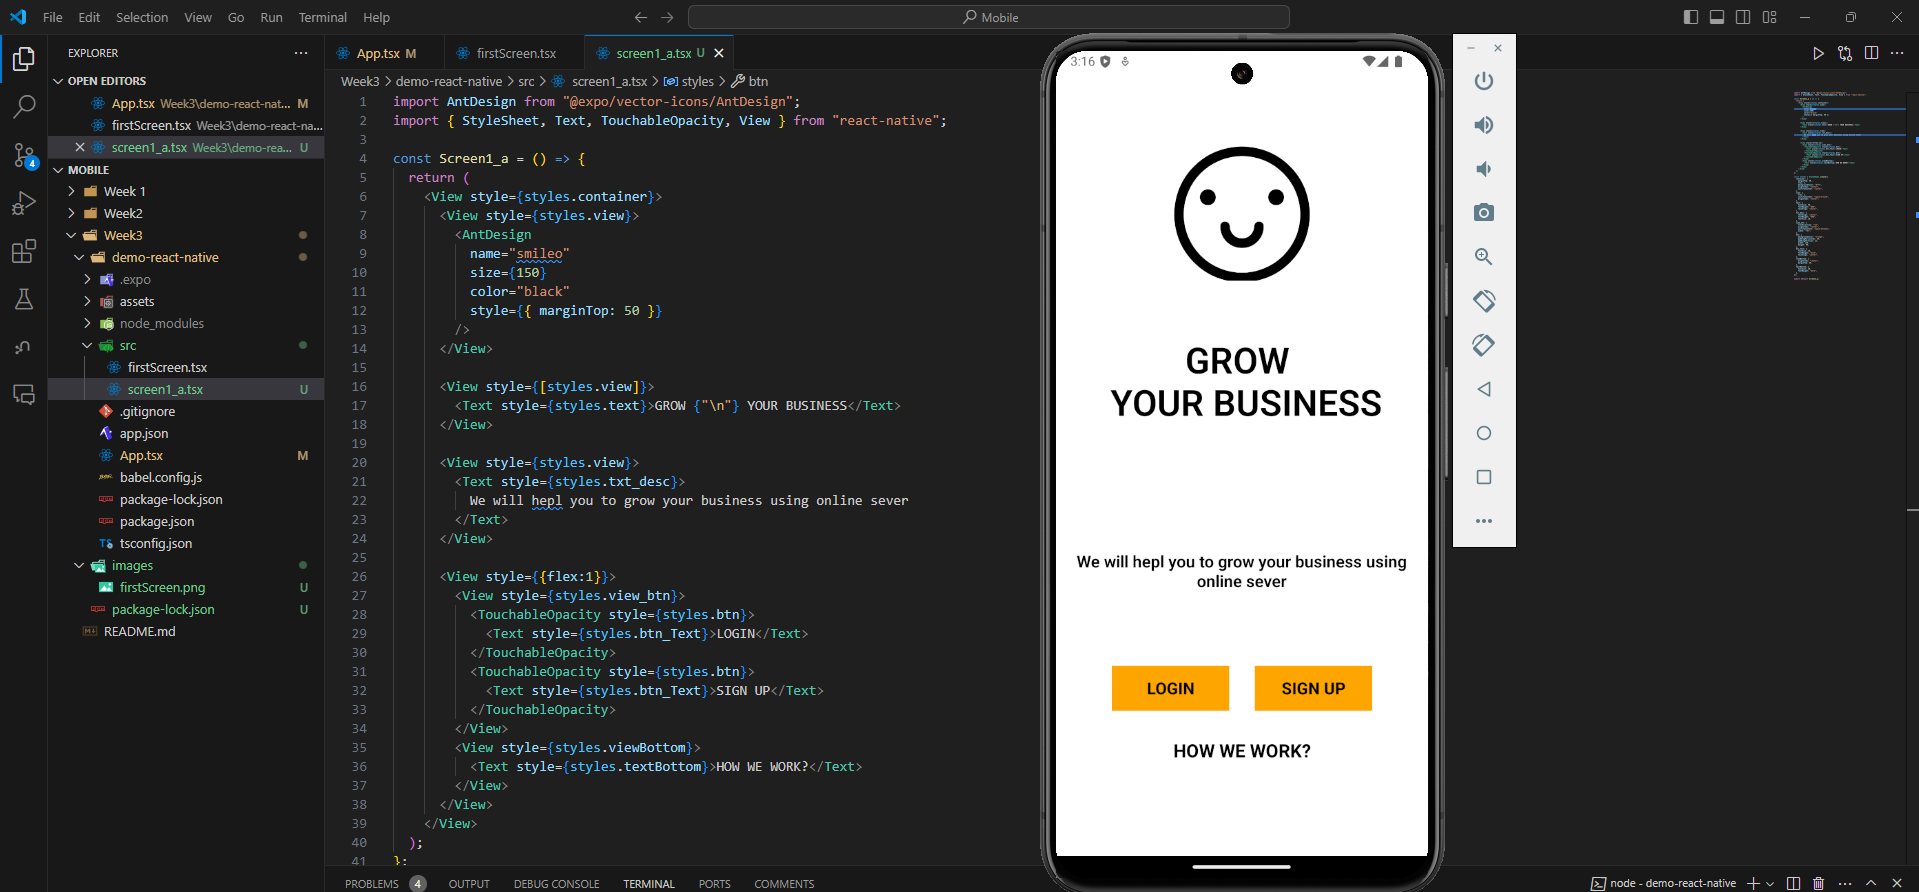 File Edit Selection View Go Run Terminal Help
Mobile
EXPLORER
OPEN EDITORS
App.tsx Week3\demo-react-nat... M
firstScreen.tsx Week3\demo-react-na...
screen1_a.tsx Week3\demo-rea... U
4
MOBILE
Week 1
Week2
Week3
demo-react-native
.expo
assets
node_modules
src
firstScreen.tsx
screen1_a.tsx U
.gitignore
app.json
App.tsx M
babel.config.js
package-lock.json
package.json
tsconfig.json
images
firstScreen.png U
package-lock.json U
README.md
App.tsx M firstScreen.tsx screen1_a.tsx U
Week3 > demo-react-native > src > screen1_a.tsx > styles > btn
1 import AntDesign from "@expo/vector-icons/AntDesign";
2 import { StyleSheet, Text, TouchableOpacity, View } from "react-native";
3
4 const Screen1_a = () => {
5 return (
6 <View style={styles.container}>
7 <View style={styles.view}>
8 <AntDesign
9 name="smileo"
10 size={150}
11 color="black"
12 style={{ marginTop: 50 }}
13 />
14 </View>
15
16 <View style={[styles.view]}>
17 <Text style={styles.text}>GROW {"\n"} YOUR BUSINESS</Text>
18 </View>
19
20 <View style={styles.view}>
21 <Text style={styles.txt_desc}>
22 We will hepl you to grow your business using online sever
23 </Text>
24 </View>
25
26 <View style={{flex:1}}>
27 <View style={styles.view_btn}>
28 <TouchableOpacity style={styles.btn}>
29 <Text style={styles.btn_Text}>LOGIN</Text>
30 </TouchableOpacity>
31 <TouchableOpacity style={styles.btn}>
32 <Text style={styles.btn_Text}>SIGN UP</Text>
33 </TouchableOpacity>
34 </View>
35 <View style={styles.viewBottom}>
36 <Text style={styles.textBottom}>HOW WE WORK?</Text>
37 </View>
38 </View>
39 </View>
40 );
41 };
3:16
GROW
YOUR BUSINESS
We will hepl you to grow your business using
online sever
LOGIN SIGN UP
HOW WE WORK?
PROBLEMS 4 OUTPUT DEBUG CONSOLE TERMINAL PORTS COMMENTS
node - demo-react-native